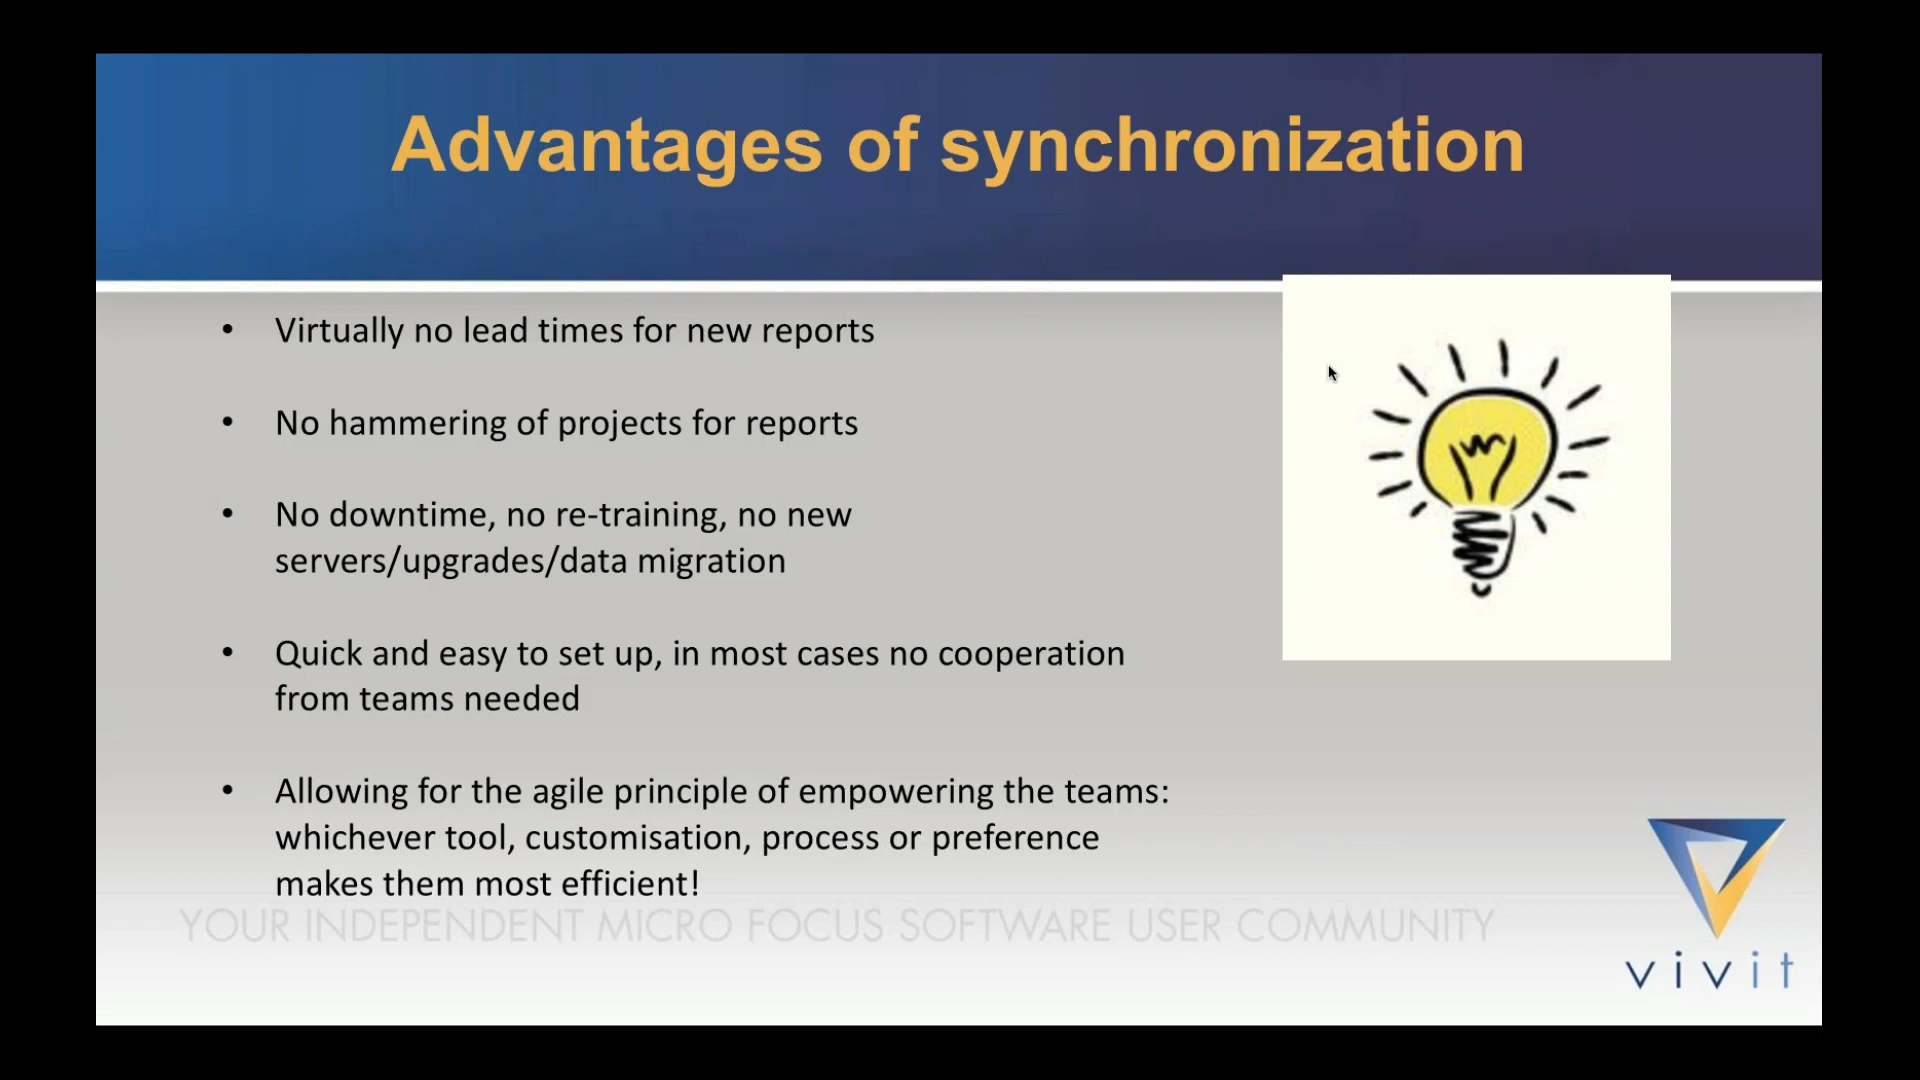 Advantages of synchronization
• Virtually no lead times for new reports
• No hammering of projects for reports
• No downtime, no re-training, no new
servers/upgrades/data migration
• Quick and easy to set up, in most cases no cooperation
from teams needed
• Allowing for the agile principle of empowering the teams:
whichever tool, customisation, process or preference
makes them most efficient!
YOUR INDEPENDENT MICRO FOCUS SOFTWARE USER COMMUNITY
vivit